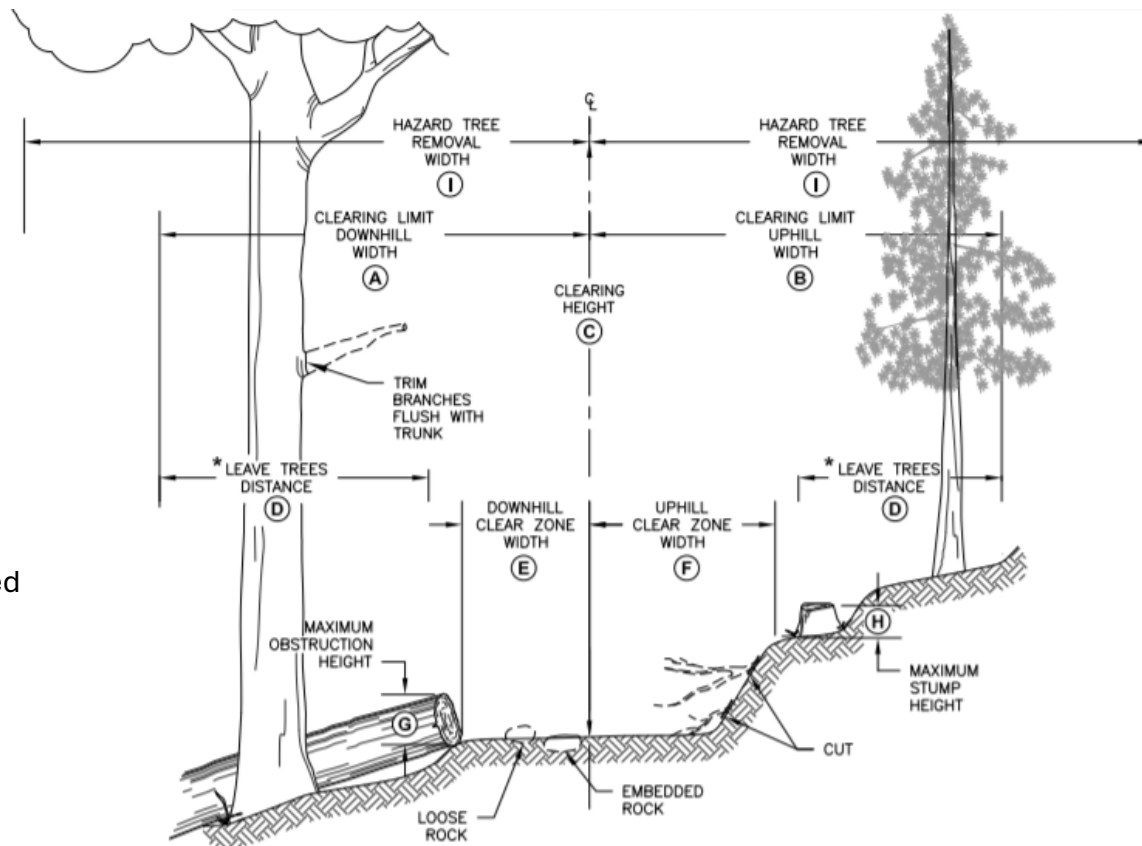 ℄
HAZARD TREE
REMOVAL
WIDTH
I
HAZARD TREE
REMOVAL
WIDTH
I
CLEARING LIMIT
DOWNHILL
WIDTH
A
CLEARING LIMIT
UPHILL
WIDTH
B
CLEARING
HEIGHT
C
TRIM
BRANCHES
FLUSH WITH
TRUNK
* LEAVE TREES
DISTANCE
D
* LEAVE TREES
DISTANCE
D
DOWNHILL
CLEAR ZONE
WIDTH
E
UPHILL
CLEAR ZONE
WIDTH
F
ed
MAXIMUM
OBSTRUCTION
HEIGHT
G
H
MAXIMUM
STUMP
HEIGHT
CUT
EMBEDDED
ROCK
LOOSE
ROCK